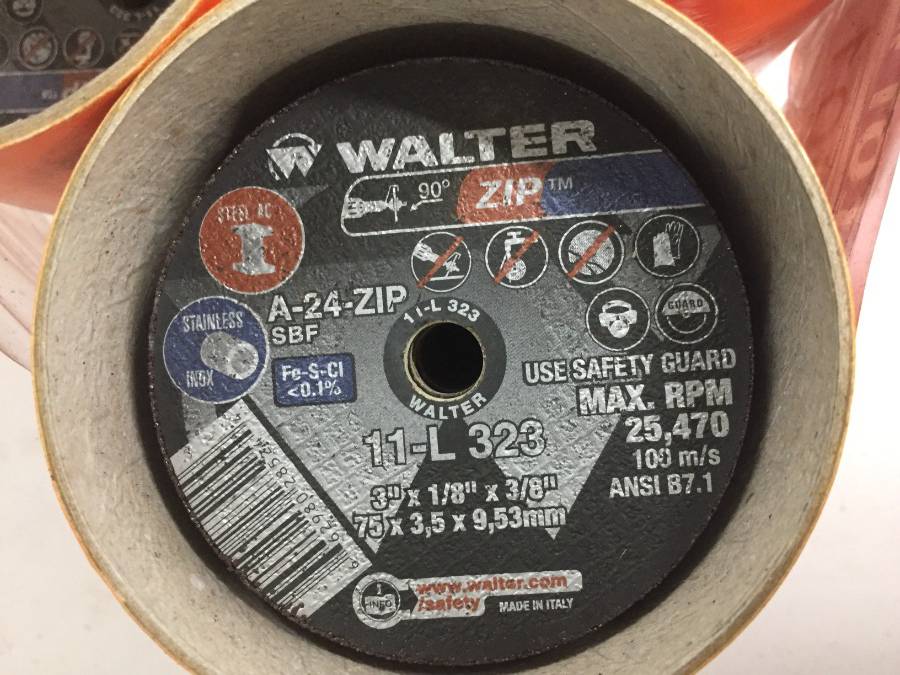 WALTER
90°
ZIP™
STEEL AC
A-24-ZIP
SBF
STAINLESS
INOX
Fe-S-Cl
<0.1%
11-L 323
WALTER
GUARD
USE SAFETY GUARD
MAX. RPM
25,470
100 m/s
ANSI B7.1
11-L 323
3" x 1/8" x 3/8"
75 x 3,5 x 9,53mm
INFO
www.walter.com
/safety
MADE IN ITALY